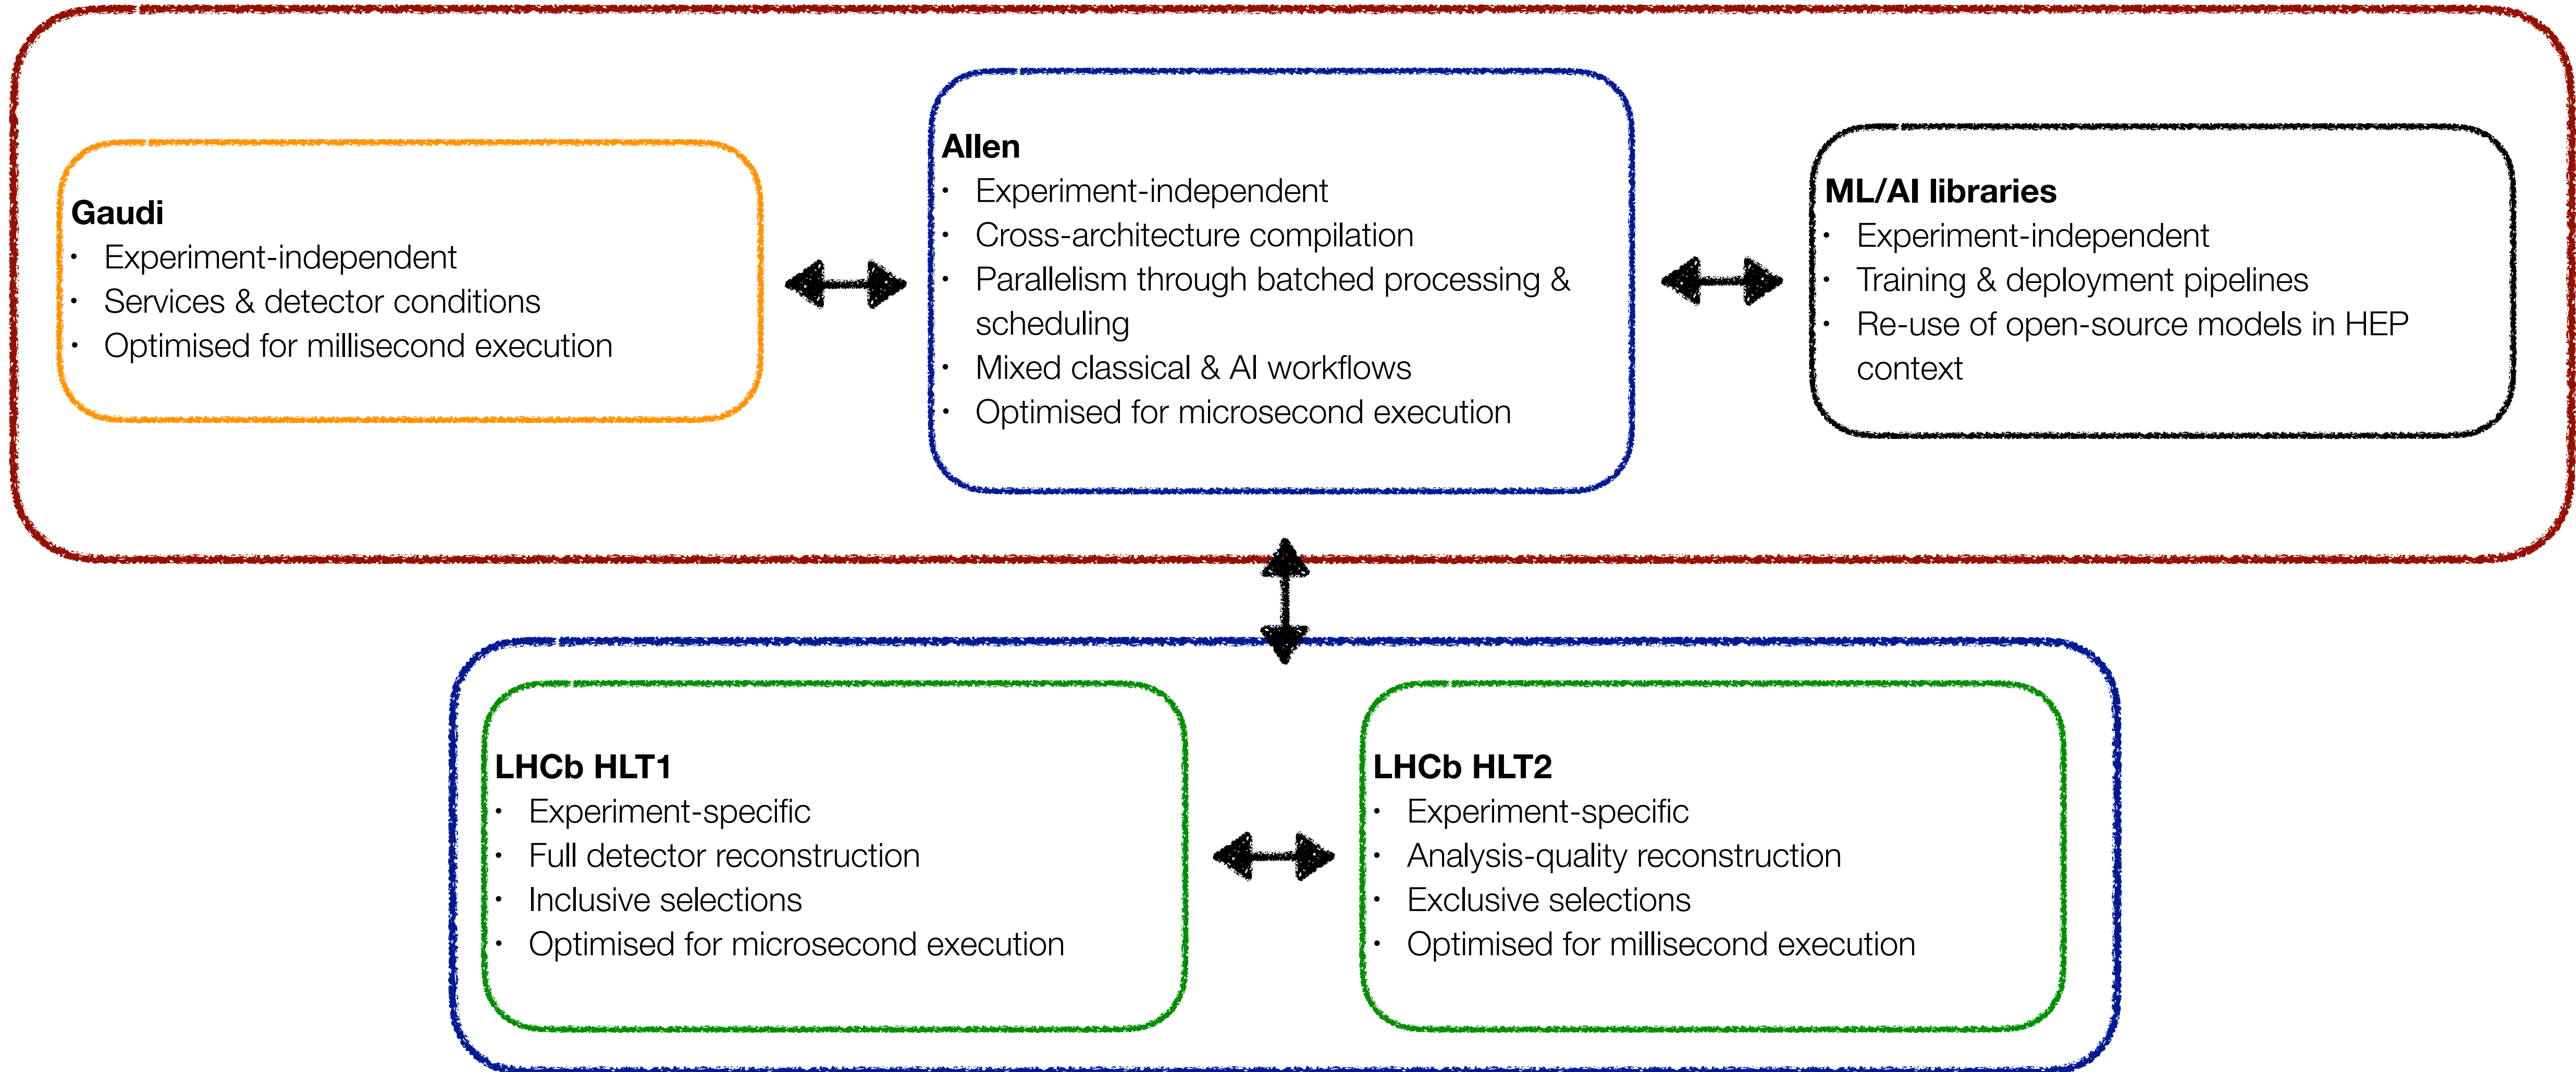 Gaudi
• Experiment-independent
• Services & detector conditions
• Optimised for millisecond execution
Allen
• Experiment-independent
• Cross-architecture compilation
• Parallelism through batched processing &
scheduling
• Mixed classical & AI workflows
• Optimised for microsecond execution
ML/AI libraries
• Experiment-independent
• Training & deployment pipelines
• Re-use of open-source models in HEP
context
LHCb HLT1
• Experiment-specific
• Full detector reconstruction
• Inclusive selections
• Optimised for microsecond execution
LHCb HLT2
• Experiment-specific
• Analysis-quality reconstruction
• Exclusive selections
• Optimised for millisecond execution